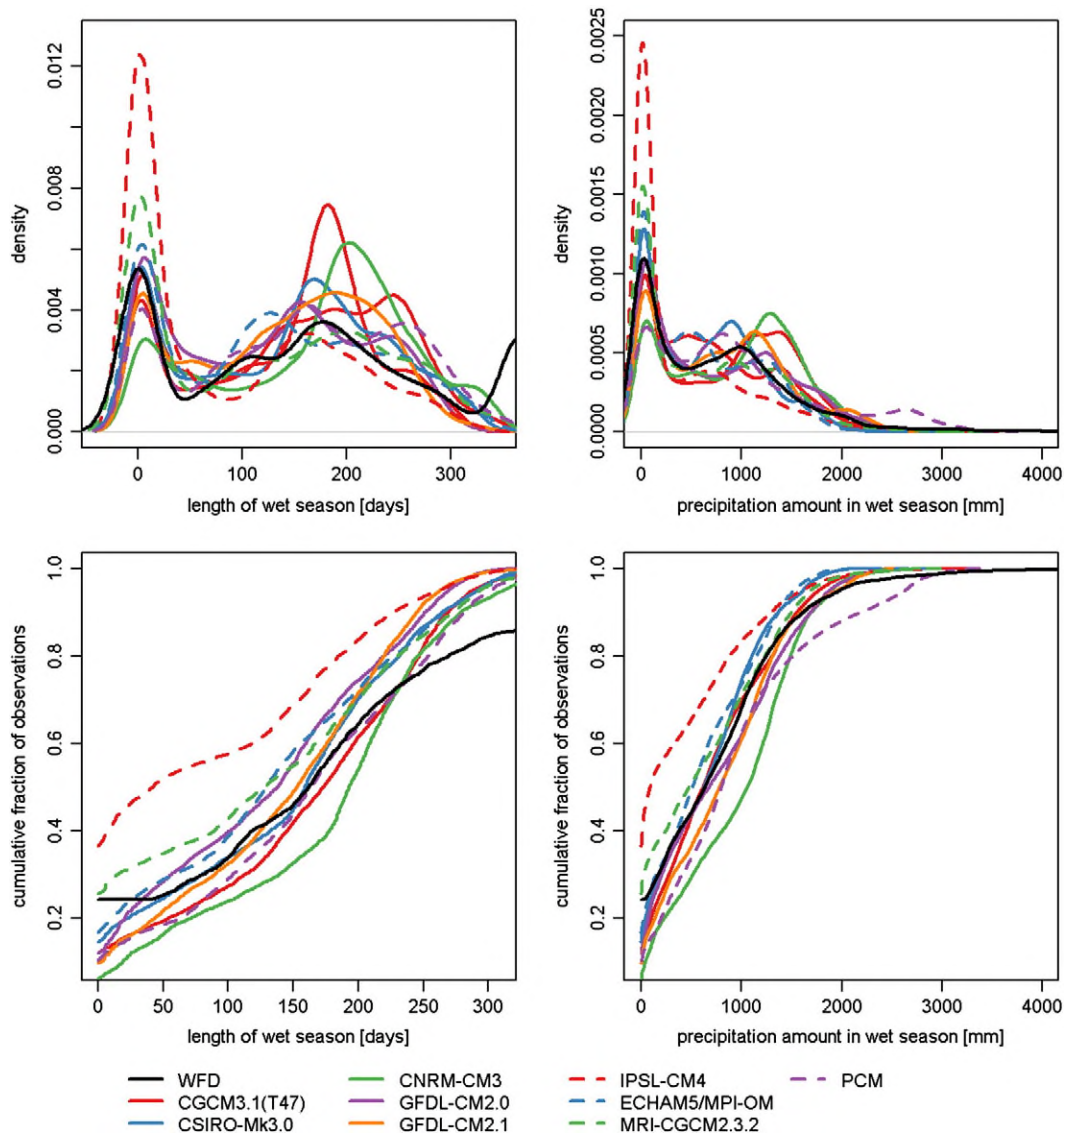 density
0.000 0.004 0.008 0.012
0 100 200 300
length of wet season [days]
density
0.0000 0.0005 0.0010 0.0015 0.0020 0.0025
0 1000 2000 3000 4000
precipitation amount in wet season [mm]
cumulative fraction of observations
0.2 0.4 0.6 0.8 1.0
0 50 100 150 200 250 300
length of wet season [days]
cumulative fraction of observations
0.2 0.4 0.6 0.8 1.0
0 1000 2000 3000 4000
precipitation amount in wet season [mm]
WFD CNRM-CM3 IPSL-CM4 PCM
CGCM3.1(T47) GFDL-CM2.0 ECHAM5/MPI-OM
CSIRO-Mk3.0 GFDL-CM2.1 MRI-CGCM2.3.2